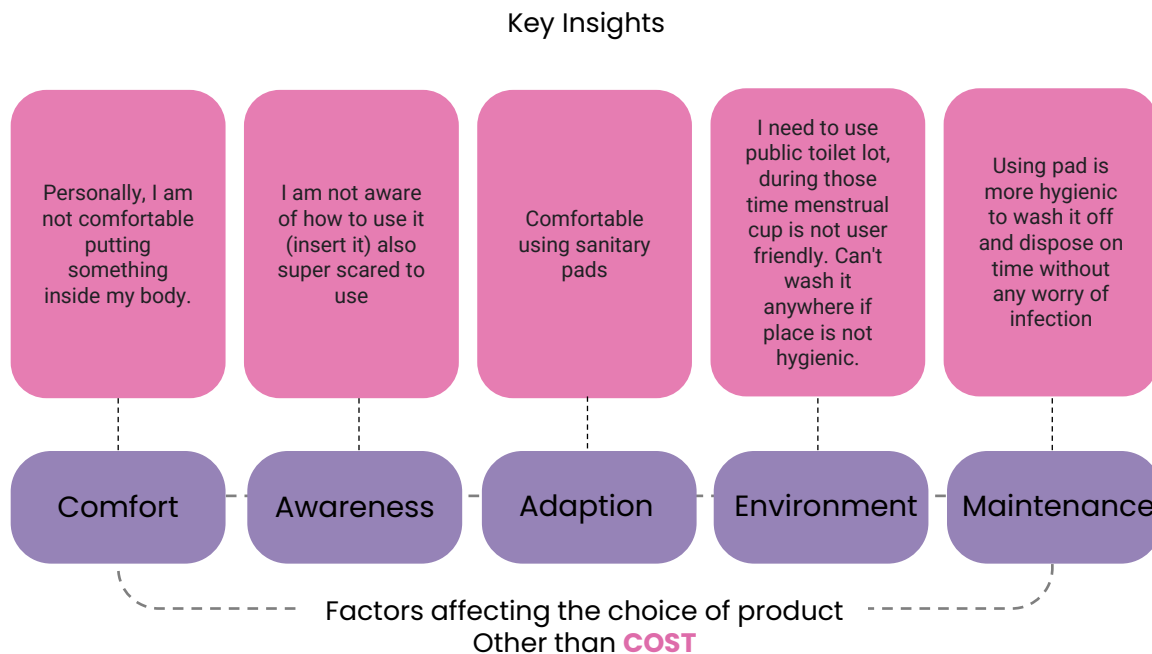 Key Insights
Personally, I am
not comfortable
putting
something
inside my body.
I am not aware
of how to use it
(insert it) also
super scared to
use
Comfortable
using sanitary
pads
I need to use
public toilet lot,
during those
time menstrual
cup is not user
friendly. Can't
wash it
anywhere if
place is not
hygienic.
Using pad is
more hygienic
to wash it off
and dispose on
time without
any worry of
infection
Comfort
Awareness
Adaption
Environment
Maintenance
Factors affecting the choice of product
Other than COST